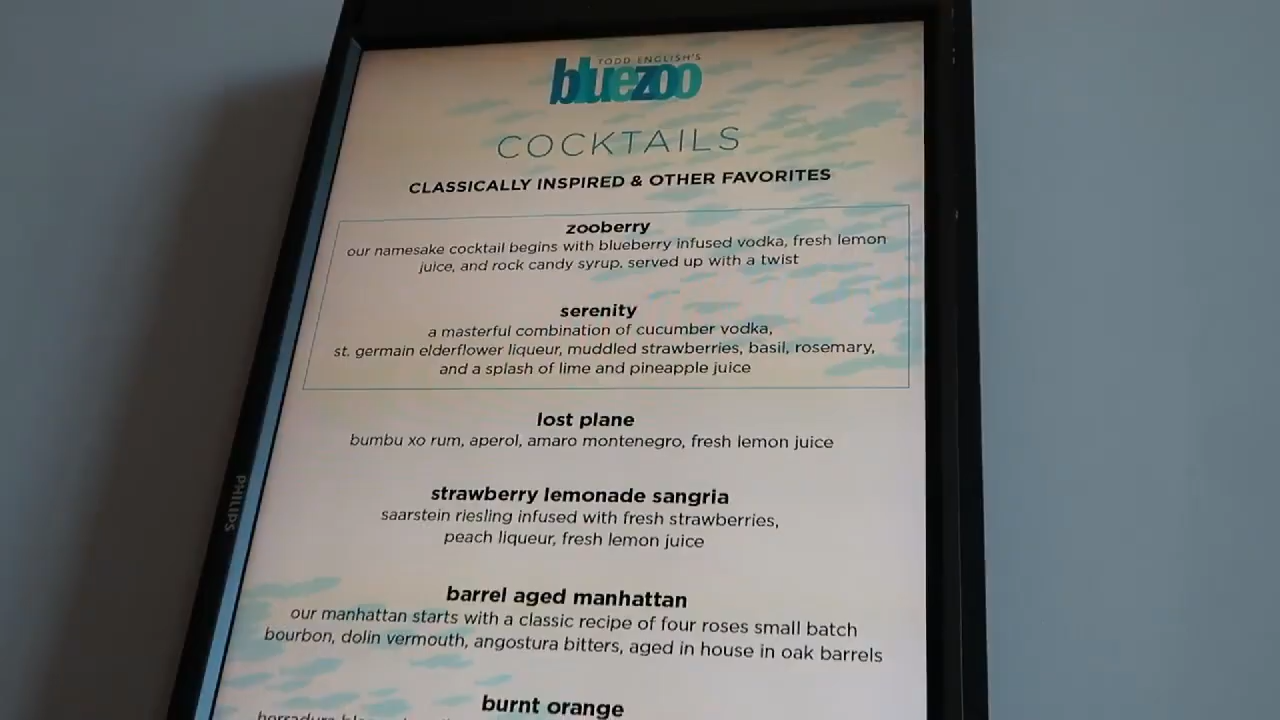 TODD ENGLISH'S
bluezoo
COCKTAILS
CLASSICALLY INSPIRED & OTHER FAVORITES
zooberry
our namesake cocktail begins with blueberry infused vodka, fresh lemon
juice, and rock candy syrup, served up with a twist
serenity
a masterful combination of cucumber vodka,
st. germain elderflower liqueur, muddled strawberries, basil, rosemary,
and a splash of lime and pineapple juice
lost plane
bumbu xo rum, aperol, amaro montenegro, fresh lemon juice
strawberry lemonade sangria
saarstein riesling infused with fresh strawberries,
peach liqueur, fresh lemon juice
barrel aged manhattan
our manhattan starts with a classic recipe of four roses small batch
bourbon, dolin vermouth, angostura bitters, aged in house in oak barrels
burnt orange
PHILIPS